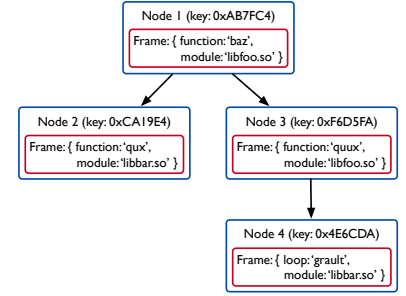 Node 1 (key: 0xAB7FC4)
Frame: { function:‘baz’,
module:‘libfoo.so’ }
Node 2 (key: 0xCA19E4)
Frame: { function:‘qux’,
module:‘libbar.so’ }
Node 3 (key: 0xF6D5FA)
Frame: { function:‘quux’,
module:‘libfoo.so’ }
Node 4 (key: 0x4E6CDA)
Frame: { loop:‘grault’,
module:‘libbar.so’ }